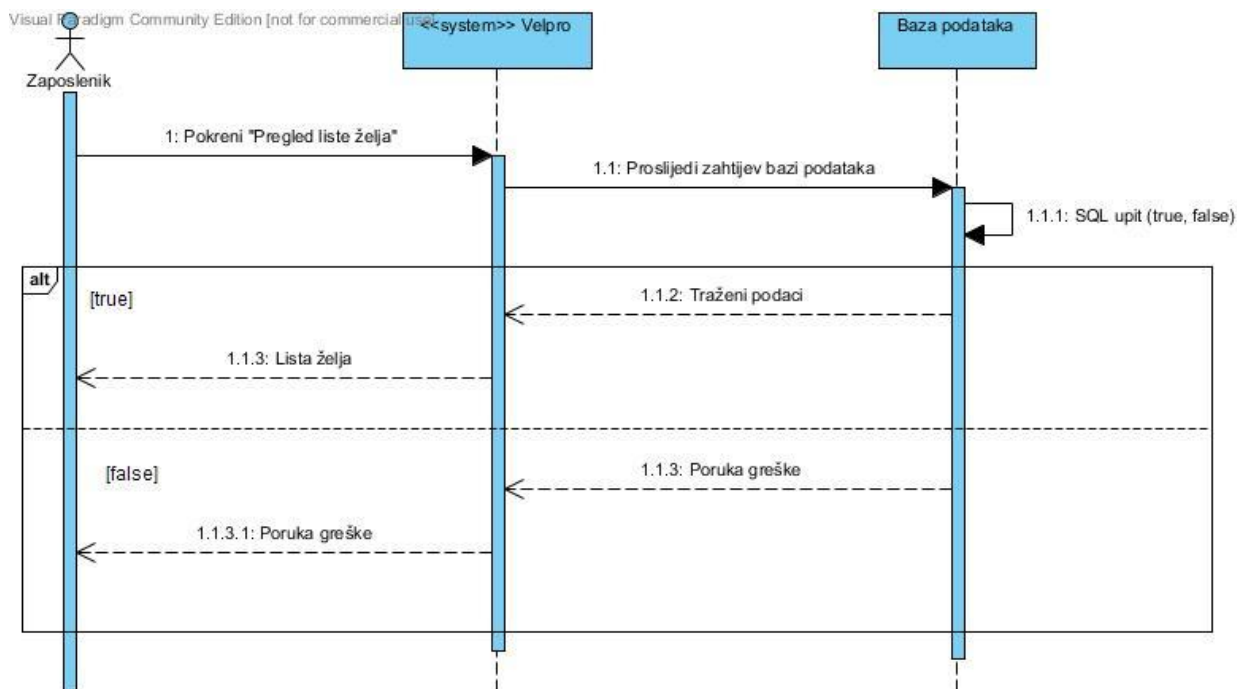 Visual Paradigm Community Edition [not for commercial use]
<<system>> Velpro
Baza podataka
Zaposlenik
1: Pokreni "Pregled liste želja"
1.1: Proslijedi zahtijev bazi podataka
1.1.1: SQL upit (true, false)
alt
[true]
1.1.2: Traženi podaci
1.1.3: Lista želja
[false]
1.1.3: Poruka greške
1.1.3.1: Poruka greške